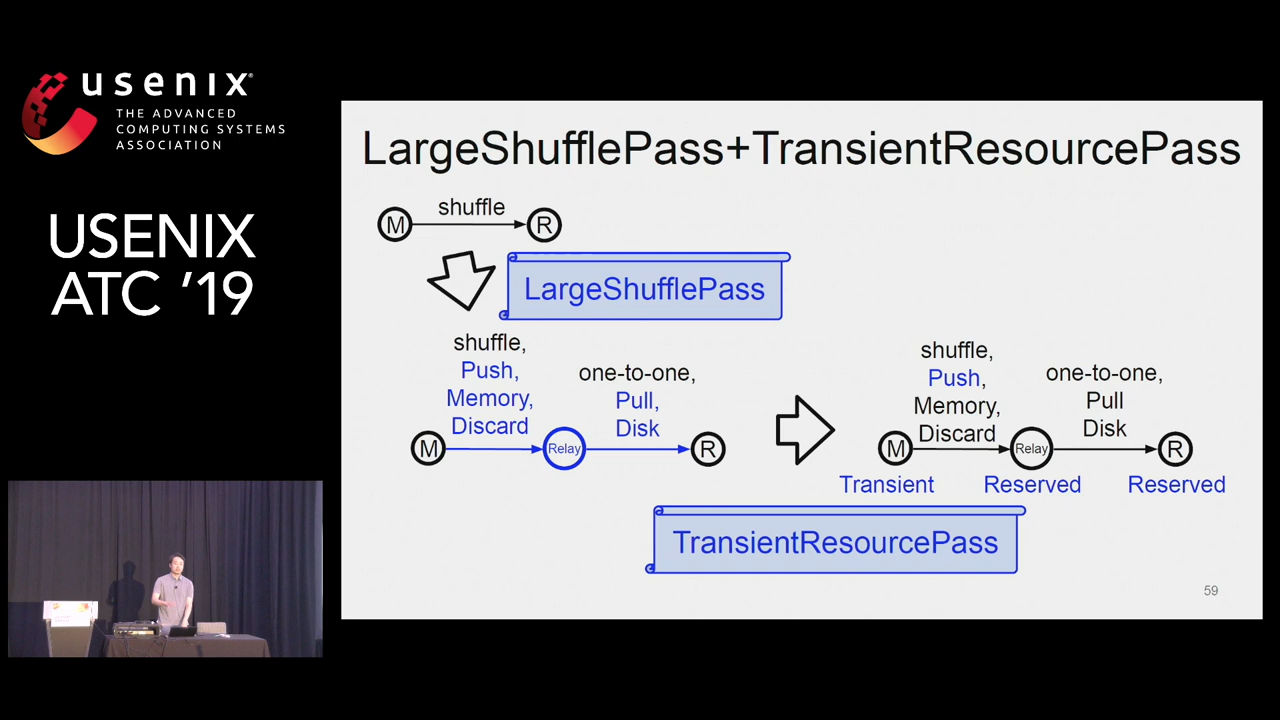 usenix®
THE ADVANCED
COMPUTING SYSTEMS
ASSOCIATION
USENIX
ATC ’19
LargeShufflePass+TransientResourcePass
M
shuffle
R
LargeShufflePass
shuffle,
Push,
Memory,
Discard
one-to-one,
Pull,
Disk
M
Relay
R
shuffle,
Push,
Memory,
Discard
one-to-one,
Pull
Disk
M
Relay
R
Transient
Reserved
Reserved
TransientResourcePass
59